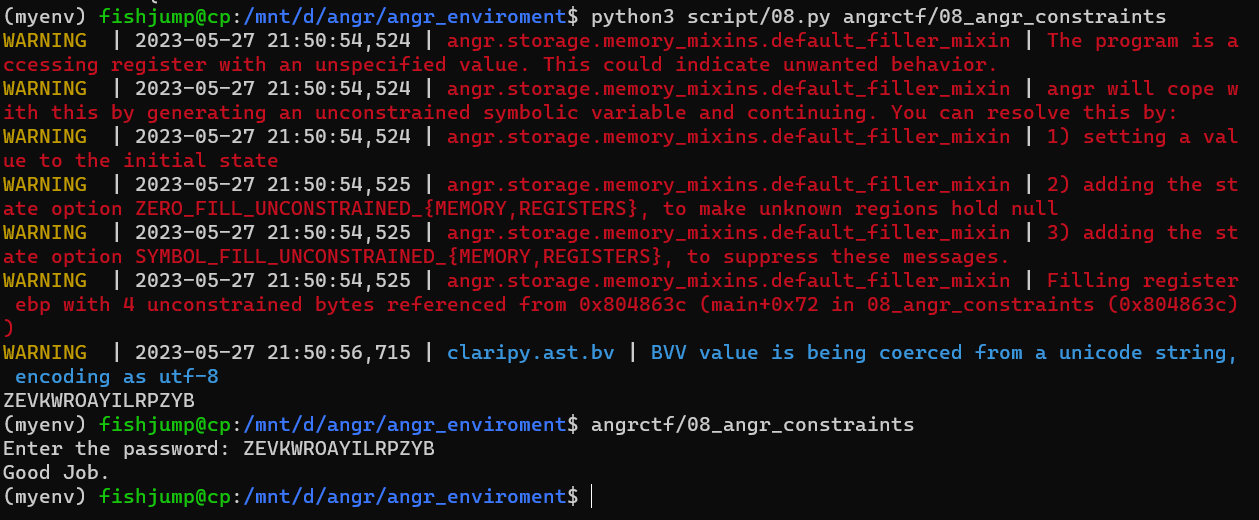 (myenv) fishjump@cp:/mnt/d/angr/angr_enviroment$ python3 script/08.py angrctf/08_angr_constraints
WARNING  | 2023-05-27 21:50:54,524 | angr.storage.memory_mixins.default_filler_mixin | The program is a
ccessing register with an unspecified value. This could indicate unwanted behavior.
WARNING  | 2023-05-27 21:50:54,524 | angr.storage.memory_mixins.default_filler_mixin | angr will cope w
ith this by generating an unconstrained symbolic variable and continuing. You can resolve this by:
WARNING  | 2023-05-27 21:50:54,524 | angr.storage.memory_mixins.default_filler_mixin | 1) setting a val
ue to the initial state
WARNING  | 2023-05-27 21:50:54,525 | angr.storage.memory_mixins.default_filler_mixin | 2) adding the st
ate option ZERO_FILL_UNCONSTRAINED_{MEMORY,REGISTERS}, to make unknown regions hold null
WARNING  | 2023-05-27 21:50:54,525 | angr.storage.memory_mixins.default_filler_mixin | 3) adding the st
ate option SYMBOL_FILL_UNCONSTRAINED_{MEMORY,REGISTERS}, to suppress these messages.
WARNING  | 2023-05-27 21:50:54,525 | angr.storage.memory_mixins.default_filler_mixin | Filling register
 ebp with 4 unconstrained bytes referenced from 0x804863c (main+0x72 in 08_angr_constraints (0x804863c)
)
WARNING  | 2023-05-27 21:50:56,715 | claripy.ast.bv | BVV value is being coerced from a unicode string,
 encoding as utf-8
ZEVKWROAYILRPZYB
(myenv) fishjump@cp:/mnt/d/angr/angr_enviroment$ angrctf/08_angr_constraints
Enter the password: ZEVKWROAYILRPZYB
Good Job.
(myenv) fishjump@cp:/mnt/d/angr/angr_enviroment$